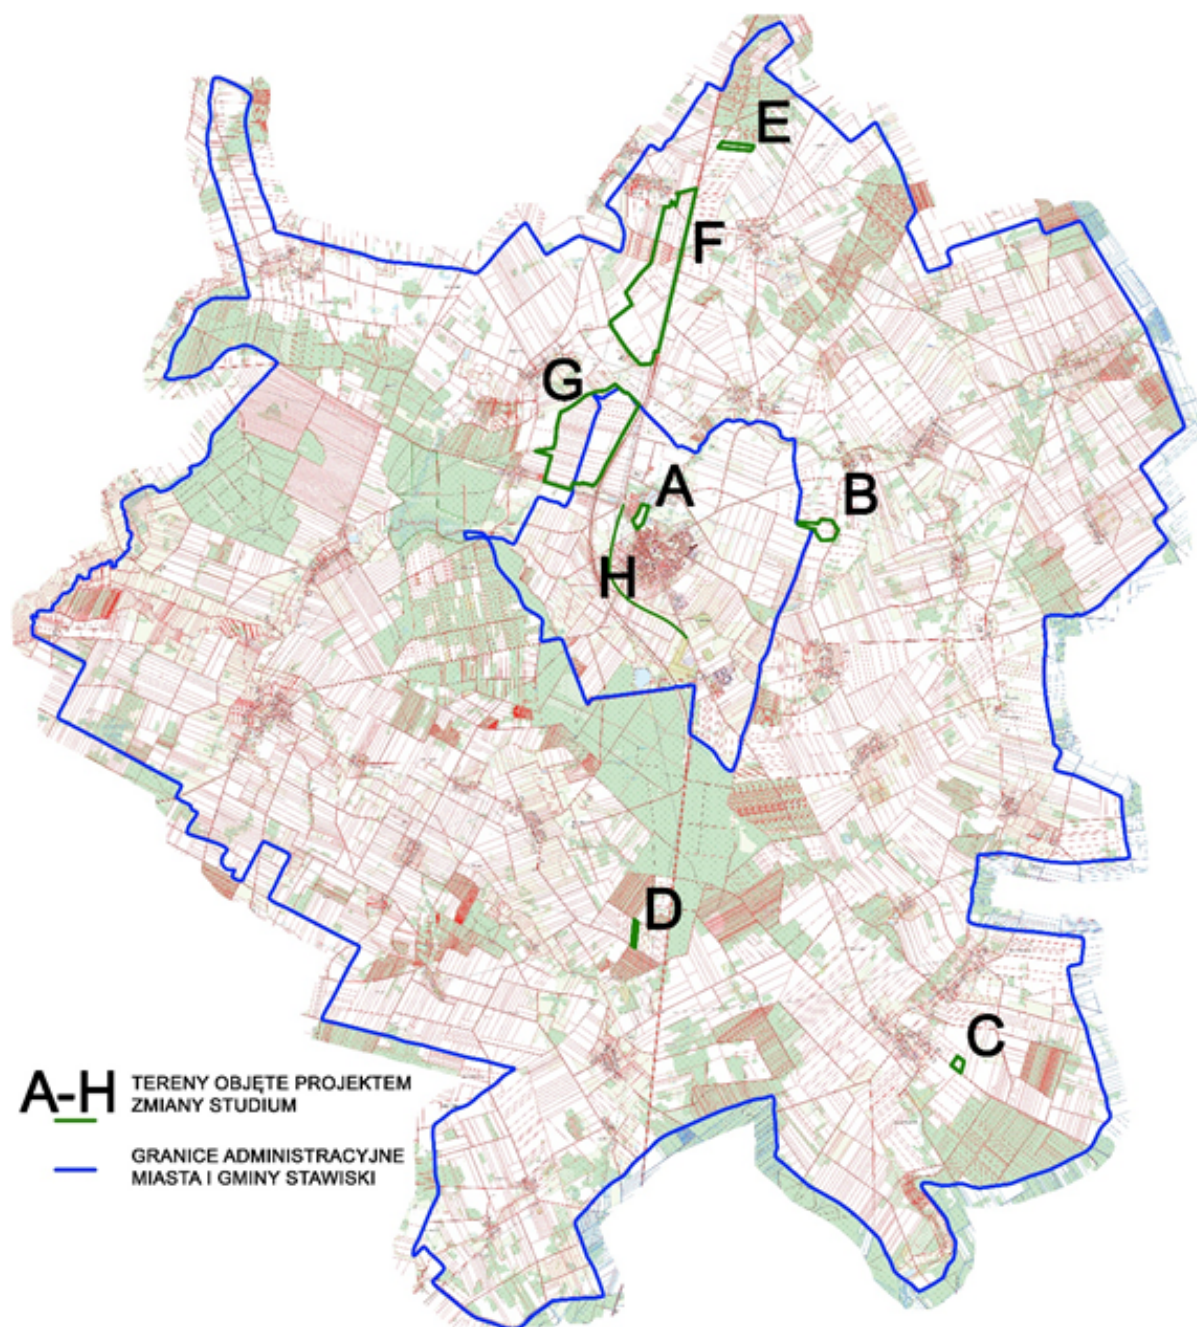 E
F
G
A
B
H
D
C
A-H TERENY OBJĘTE PROJEKTEM
ZMIANY STUDIUM
GRANICE ADMINISTRACYJNE
MIASTA I GMINY STAWISKI